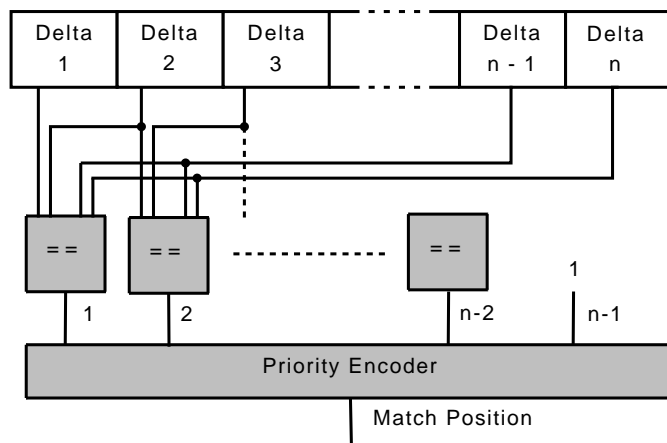 Delta 1
Delta 2
Delta 3
Delta n - 1
Delta n
==
==
==
1
1
2
n-2
n-1
Priority Encoder
Match Position